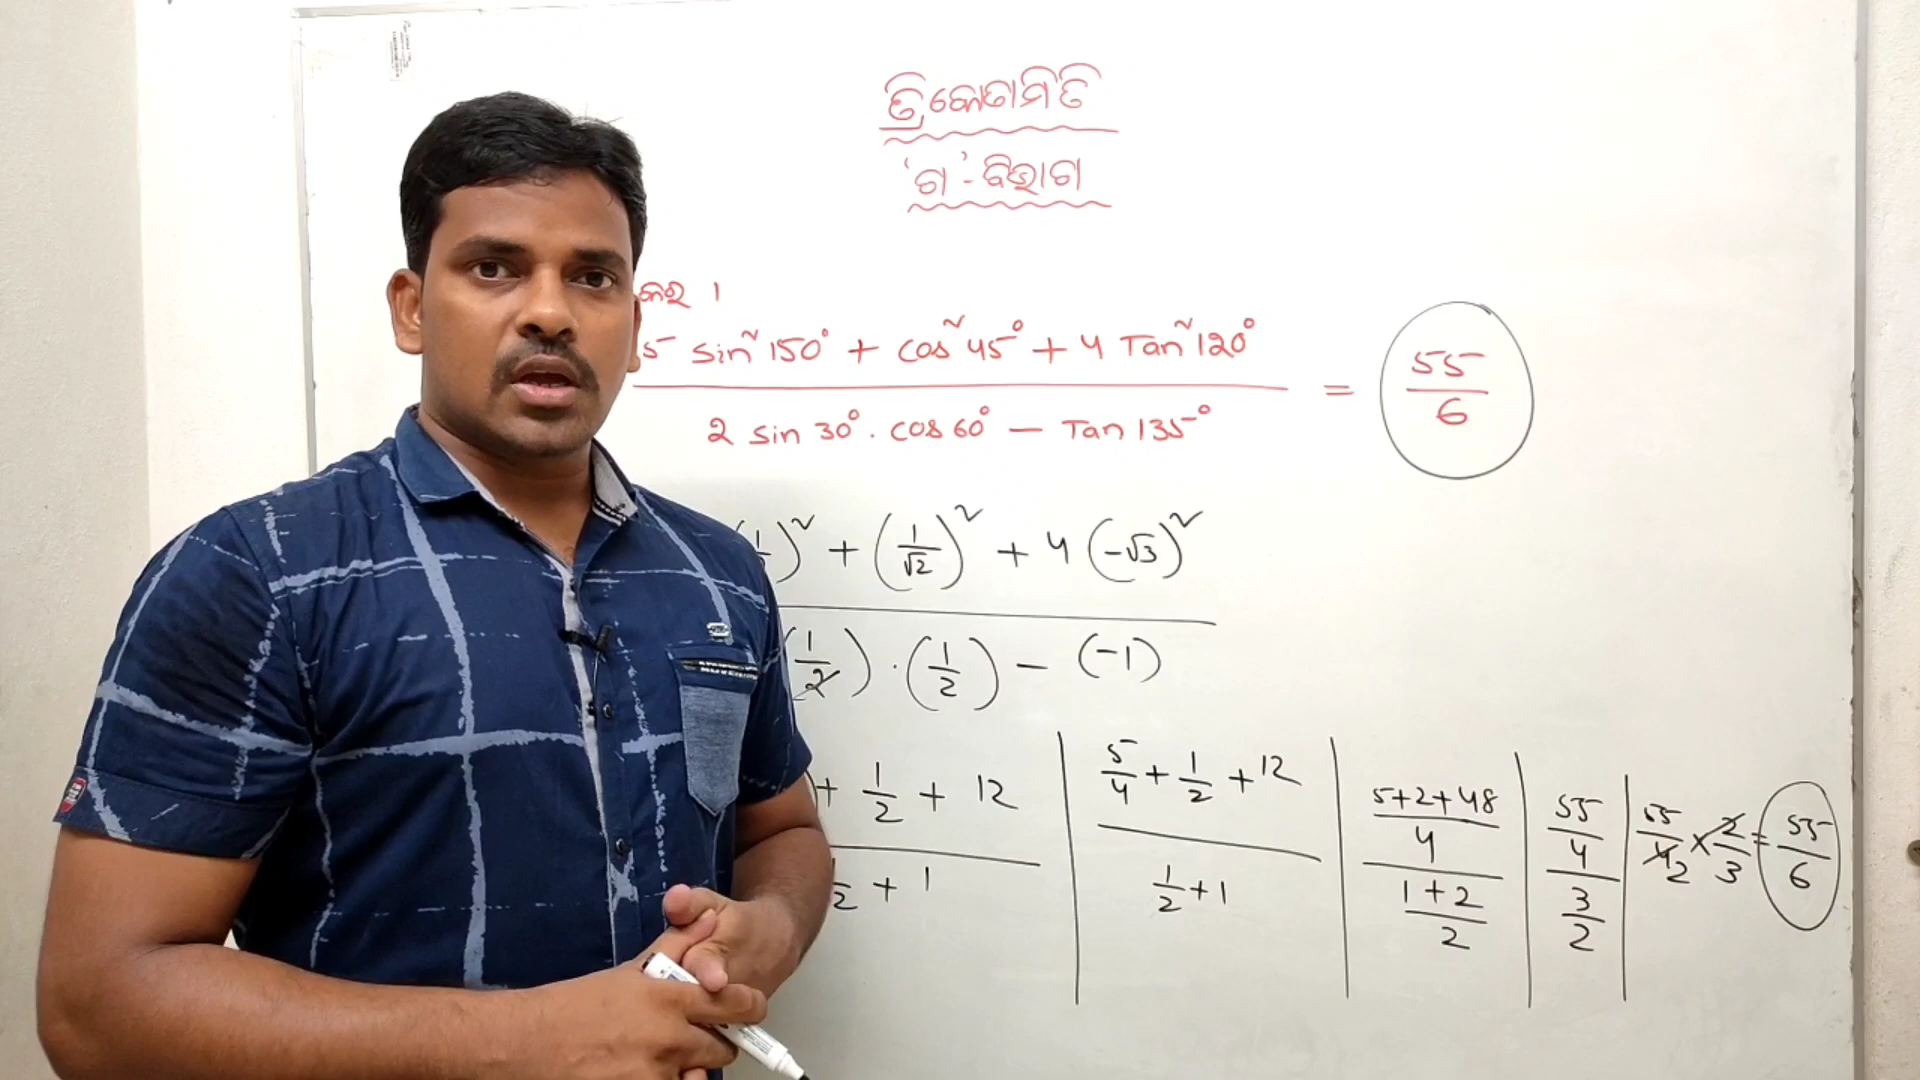 ତ୍ରିକୋଣମିତି
'ଗ'-ବିଭାଗ
କର ।
5 sin²150° + cos²45° + 4 Tan²120°
2 sin 30° . cos 60° – Tan 135°
= 55/6
)² + (1/√2)² + 4 (-√3)²
(1/2) . (1/2) – (-1)
+ 1/2 + 12
1/2 + 1
5/4 + 1/2 + 12
1/2 + 1
5+2+48
4
1+2
2
55
4
3
2
55/42 × 2/3 = 55/6